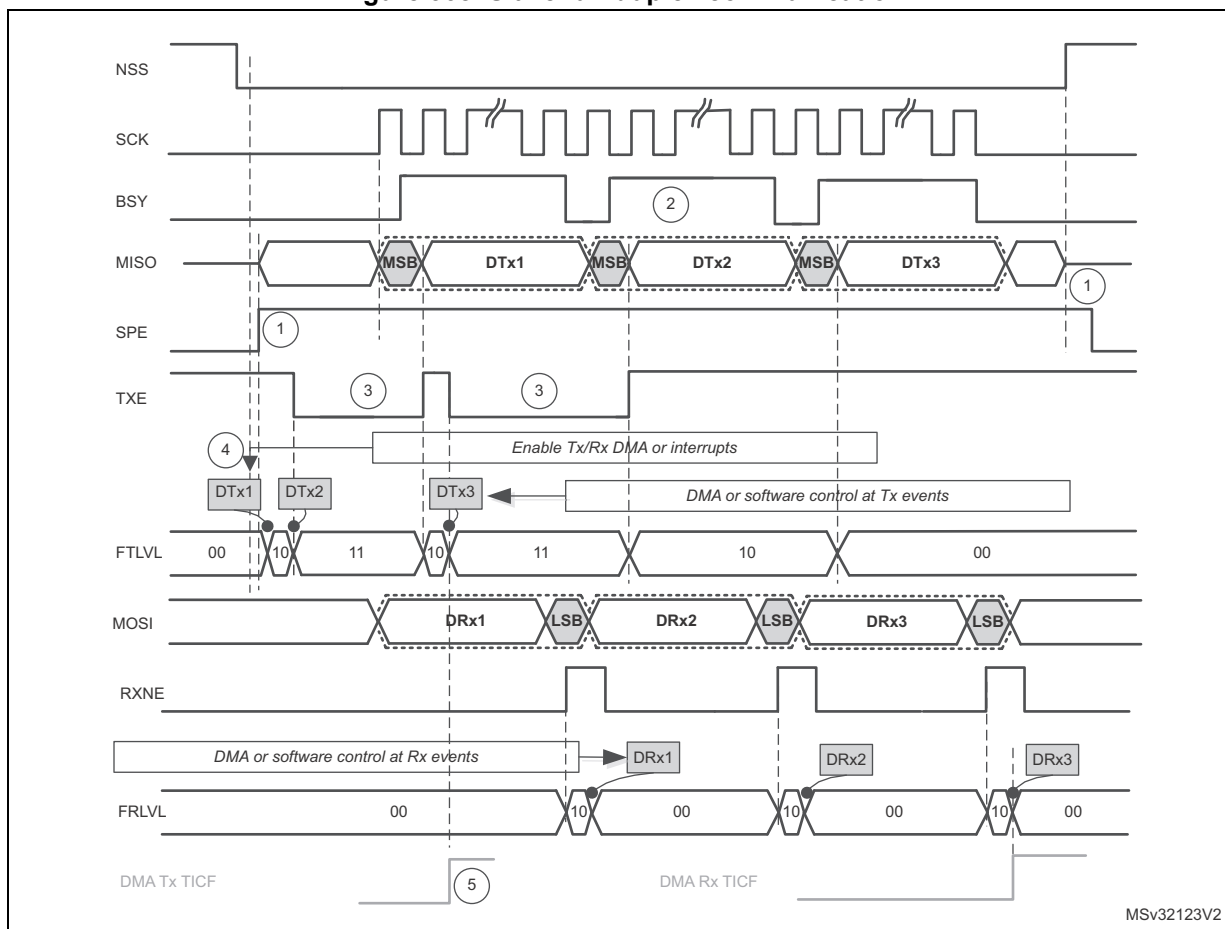 NSS
SCK
BSY
2
MISO
MSB
DTx1
MSB
DTx2
MSB
DTx3
1
SPE
1
TXE
3
3
4
Enable Tx/Rx DMA or interrupts
DTx1
DTx2
DTx3
DMA or software control at Tx events
FTLVL
00
10
11
10
11
10
00
MOSI
DRx1
LSB
DRx2
LSB
DRx3
LSB
RXNE
DMA or software control at Rx events
DRx1
DRx2
DRx3
FRLVL
00
10
00
10
00
10
00
DMA Tx TICF
5
DMA Rx TICF
MSv32123V2